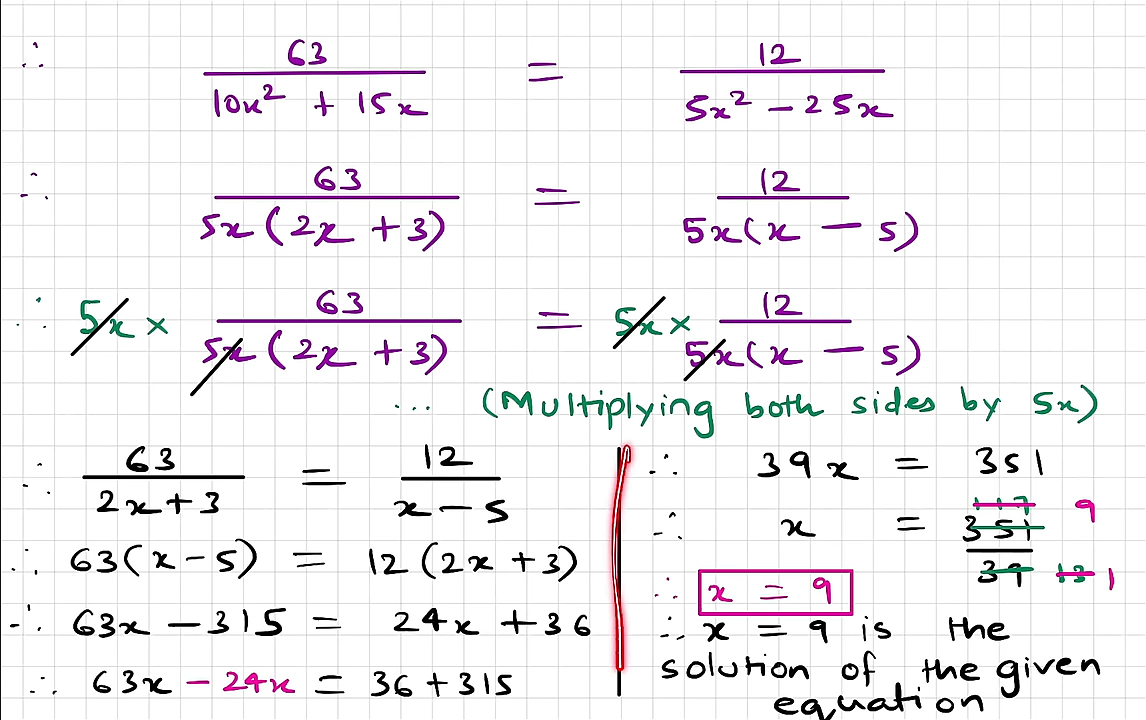 ∴ 63/(10x² + 15x) = 12/(5x² - 25x)
∴ 63/(5x(2x + 3)) = 12/(5x(x - 5))
∴ 5x × 63/(5x(2x + 3)) = 5x × 12/(5x(x - 5))
... (Multiplying both sides by 5x)
∴ 63/(2x+3) = 12/(x-5)
∴ 63(x-5) = 12(2x+3)
∴ 63x - 315 = 24x + 36
∴ 63x - 24x = 36+315
∴ 39x = 351
117 9
∴ x = 351/39
13 1
∴ x = 9
∴ x = 9 is the
solution of the given
equation